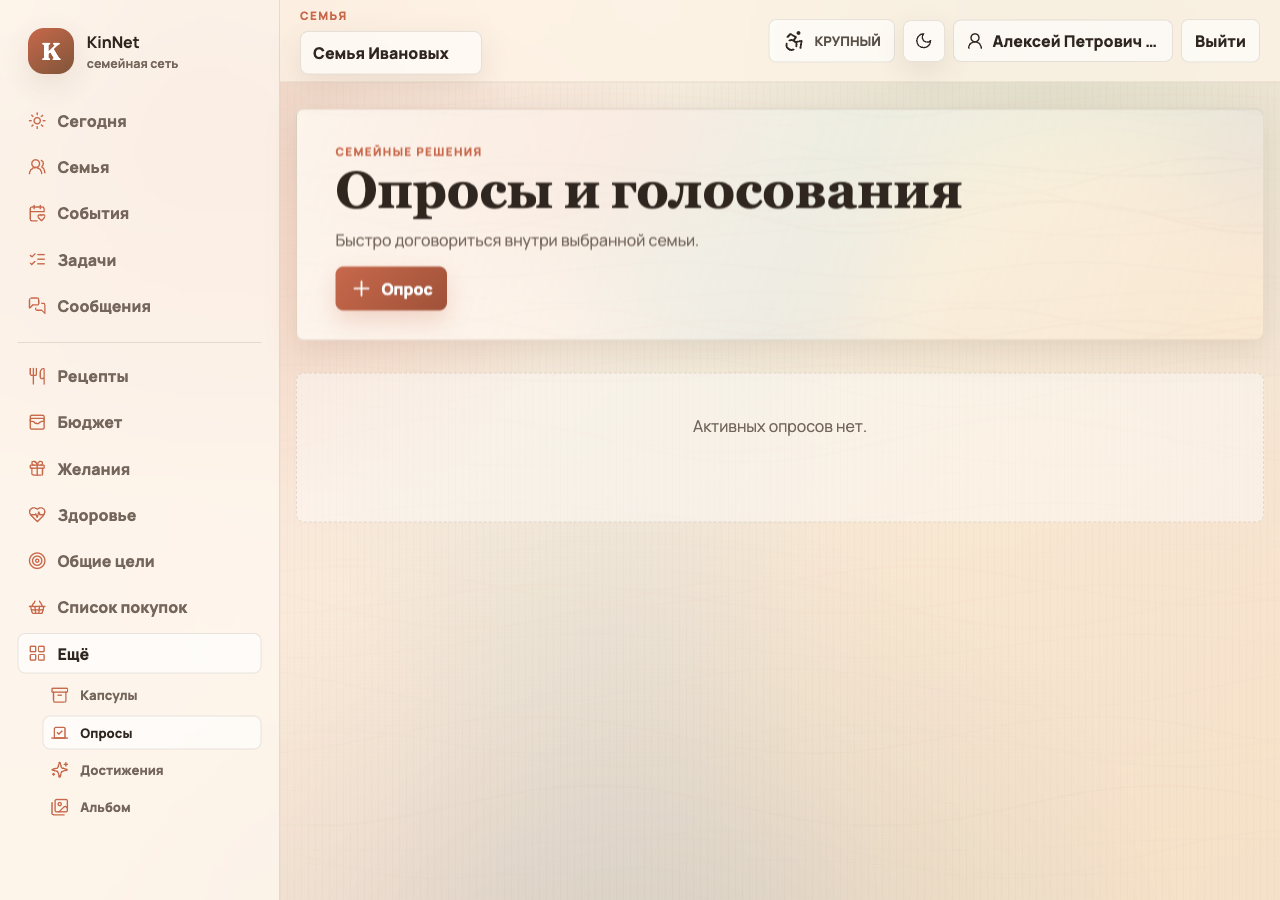 K
KinNet
семейная сеть
Сегодня
Семья
События
Задачи
Сообщения
Рецепты
Бюджет
Желания
Здоровье
Общие цели
Список покупок
Ещё
Капсулы
Опросы
Достижения
Альбом
СЕМЬЯ
Семья Ивановых
КРУПНЫЙ
Алексей Петрович ...
Выйти
СЕМЕЙНЫЕ РЕШЕНИЯ
Опросы и голосования
Быстро договориться внутри выбранной семьи.
Опрос
Активных опросов нет.